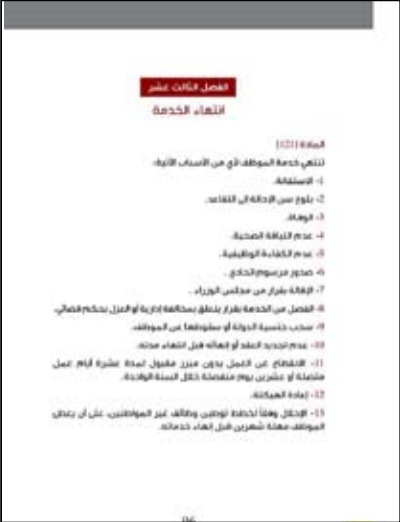 الفصل الثالث عشر
انتهاء الخدمة
المادة [121]
تنتهي خدمة الموظف لأي من الأسباب الآتية:
1- الاستقالة.
2- بلوغ سن الإحالة إلى التقاعد.
3- الوفاة.
4- عدم اللياقة الصحية.
5- عدم الكفاءة الوظيفية.
6- صدور مرسوم اتحادي .
7- الإقالة بقرار من مجلس الوزراء .
8- الفصل من الخدمة بقرار يتعلق بمخالفة إدارية أو العزل بحكم قضائي.
9- سحب جنسية الدولة أو سقوطها عن الموظف.
10- عدم تجديد العقد أو إنهائه قبل انتهاء مدته.
11- الانقطاع عن العمل بدون مبرر مقبول لمدة عشرة أيام عمل
متصلة أو عشرين يوم منفصلة خلال السنة الواحدة.
12- إعادة الهيكلة.
13- الإحلال وفقاً لخطط توطين وظائف غير المواطنين، على أن يعطى
الموظف مهلة شهرين قبل إنهاء خدماته.